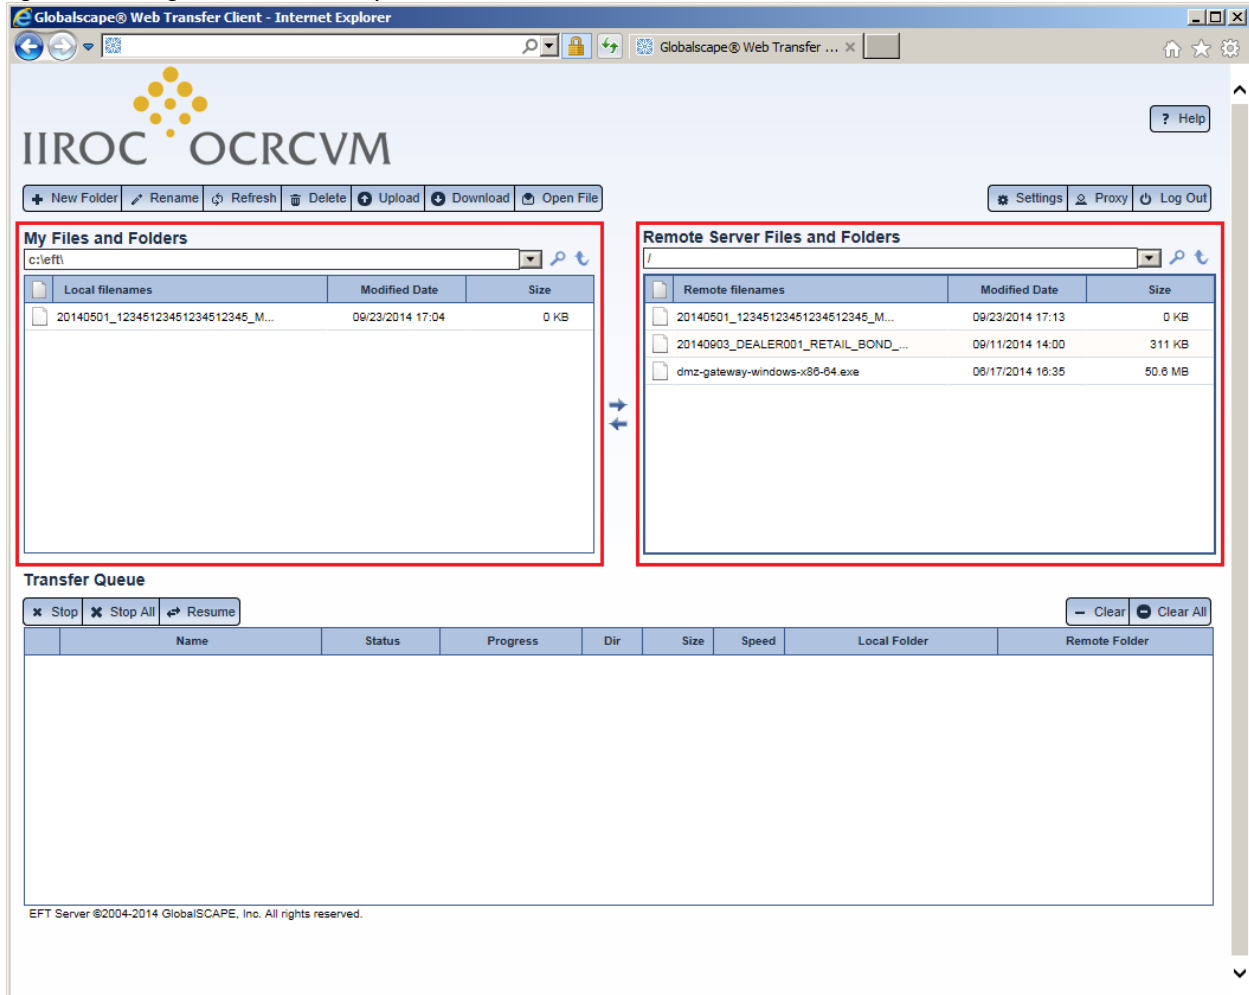 Globalscape® Web Transfer Client - Internet Explorer
Globalscape® Web Transfer ...
IIROC OCRCVM
? Help
New Folder Rename Refresh Delete Upload Download Open File
Settings Proxy Log Out
My Files and Folders
c:\eft\
Local filenames Modified Date Size
20140501_12345123451234512345_M... 09/23/2014 17:04 0 KB
Remote Server Files and Folders
/
Remote filenames Modified Date Size
20140501_12345123451234512345_M... 09/23/2014 17:13 0 KB
20140903_DEALER001_RETAIL_BOND_... 09/11/2014 14:00 311 KB
dmz-gateway-windows-x86-64.exe 06/17/2014 16:35 50.6 MB
Transfer Queue
Stop Stop All Resume
Clear Clear All
Name Status Progress Dir Size Speed Local Folder Remote Folder
EFT Server ©2004-2014 GlobalSCAPE, Inc. All rights reserved.